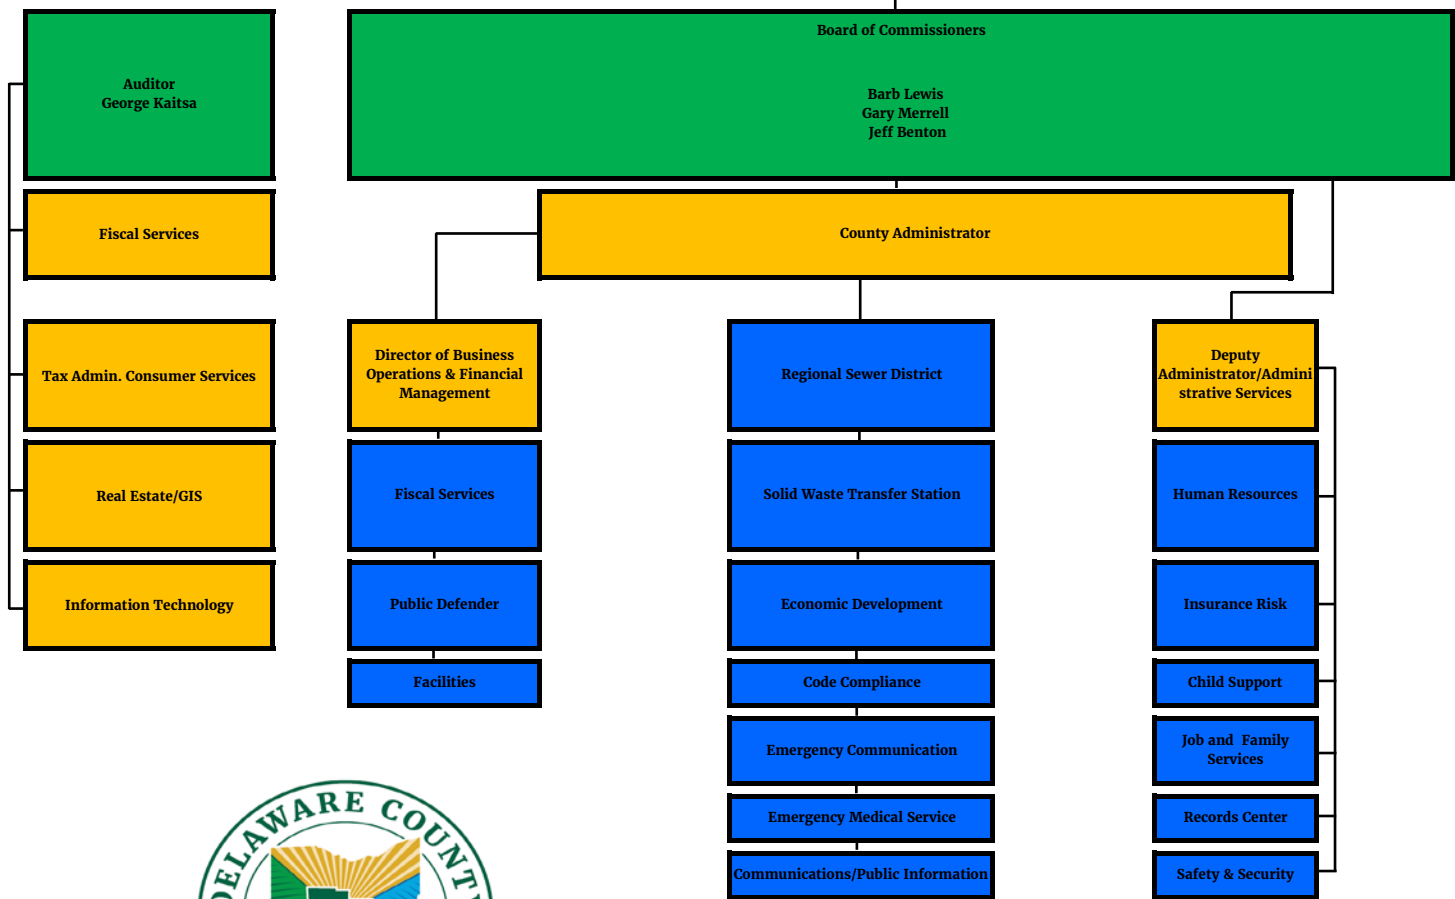 Board of Commissioners
Barb Lewis
Gary Merrell
Jeff Benton
Auditor
George Kaitsa
Fiscal Services
County Administrator
Tax Admin. Consumer Services
Director of Business
Operations & Financial
Management
Regional Sewer District
Deputy
Administrator/Admini
strative Services
Real Estate/GIS
Fiscal Services
Solid Waste Transfer Station
Human Resources
Information Technology
Public Defender
Economic Development
Insurance Risk
Facilities
Code Compliance
Child Support
Emergency Communication
Job and  Family
Services
Emergency Medical Service
Records Center
Communications/Public Information
Safety & Security
DELAWARE COUNTY